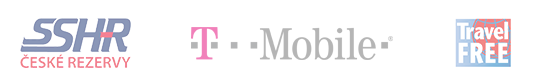 SSHR
ČESKÉ REZERVY
T··Mobile·®
Travel
FREE